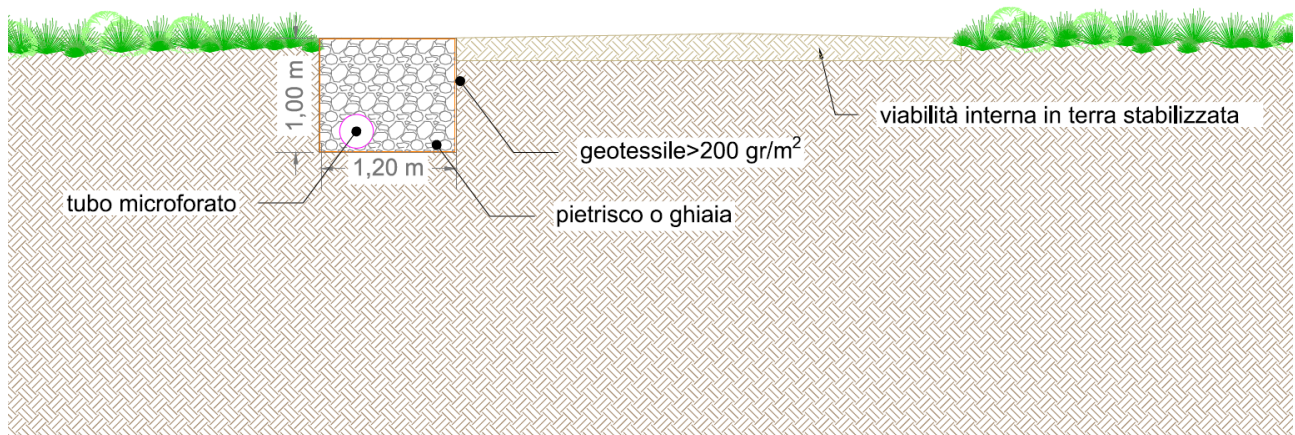 1,00 m
viabilità interna in terra stabilizzata
geotessile>200 gr/m²
1,20 m
tubo microforato
pietrisco o ghiaia